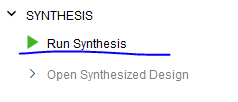 SYNTHESIS
Run Synthesis
Open Synthesized Design